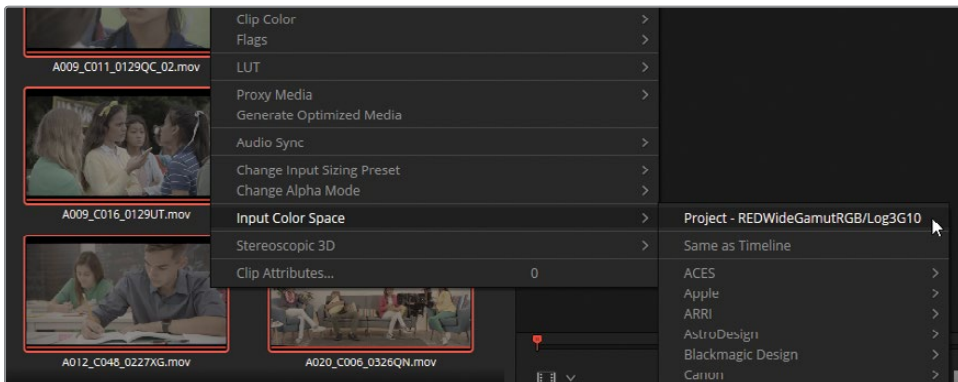 Clip Color
Flags
A009_C011_0129QC_02.mov
LUT
Proxy Media
Generate Optimized Media
Audio Sync
Change Input Sizing Preset
Change Alpha Mode
A009_C016_0129UT.mov
Input Color Space
Project - REDWideGamutRGB/Log3G10
Stereoscopic 3D
Same as Timeline
Clip Attributes... 0
ACES
Apple
ARRI
AstroDesign
Blackmagic Design
Canon
A012_C048_0227XG.mov
A020_C006_0326QN.mov